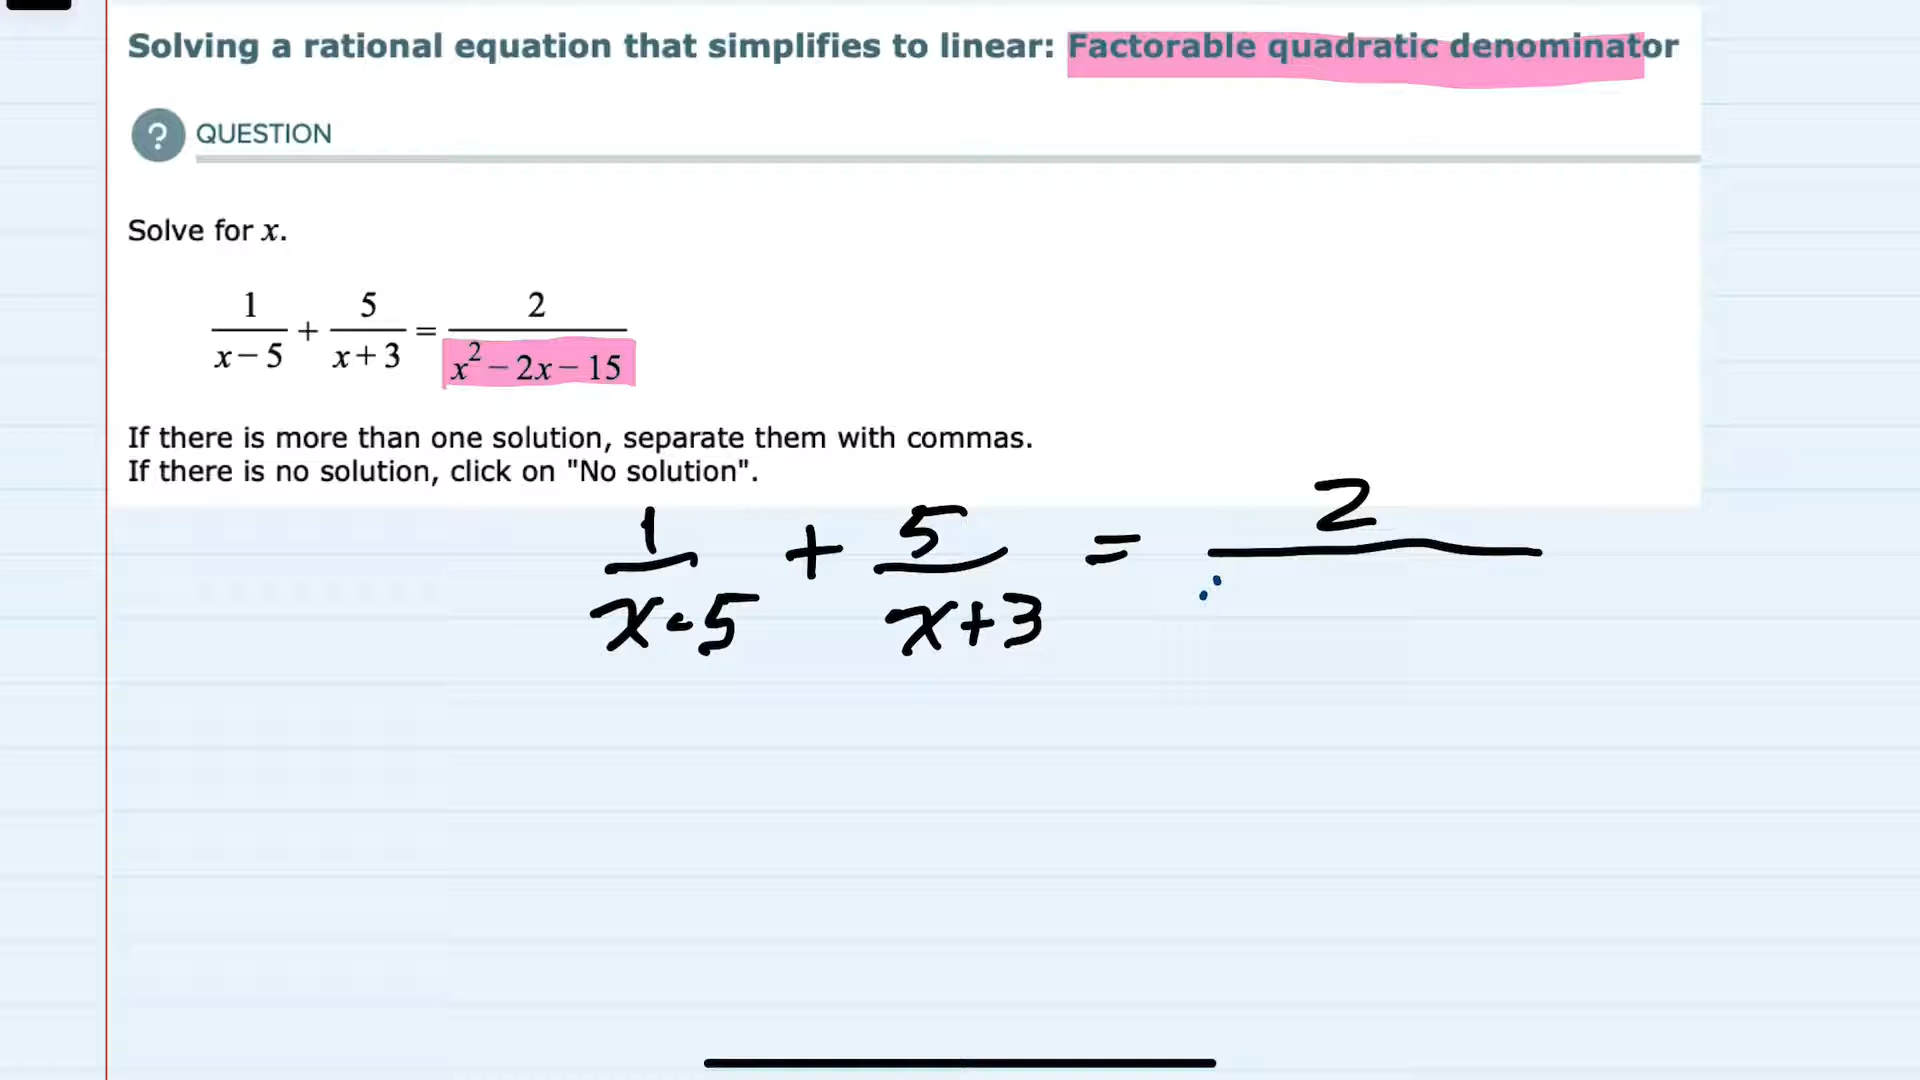 Solving a rational equation that simplifies to linear: Factorable quadratic denominator
? QUESTION
Solve for x.
1/(x−5) + 5/(x+3) = 2/(x² − 2x − 15)
If there is more than one solution, separate them with commas.
If there is no solution, click on "No solution".
1/(x-5) + 5/(x+3) = 2/